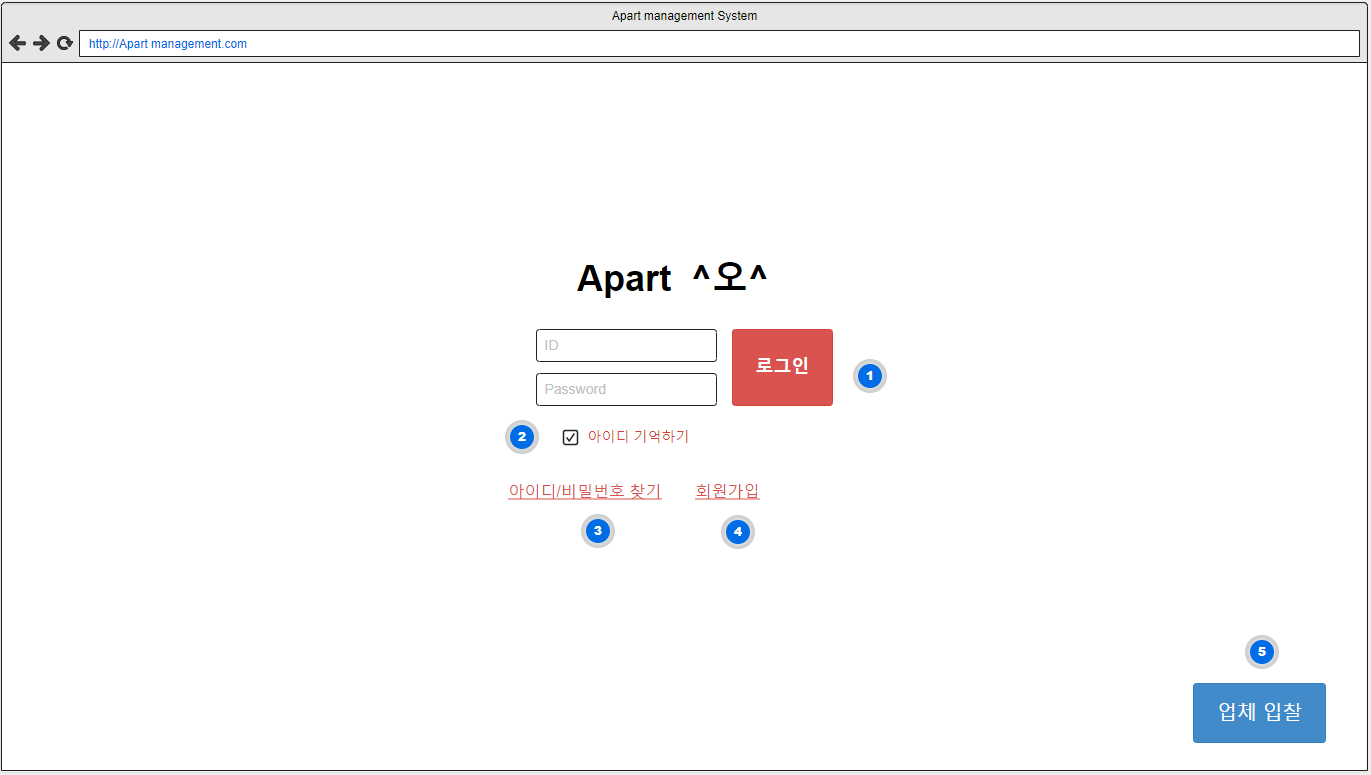 Apart management System
http://Apart management.com
Apart ^오^
ID
로그인
1
Password
2
아이디 기억하기
아이디/비밀번호 찾기 회원가입
3 4
5
업체 입찰